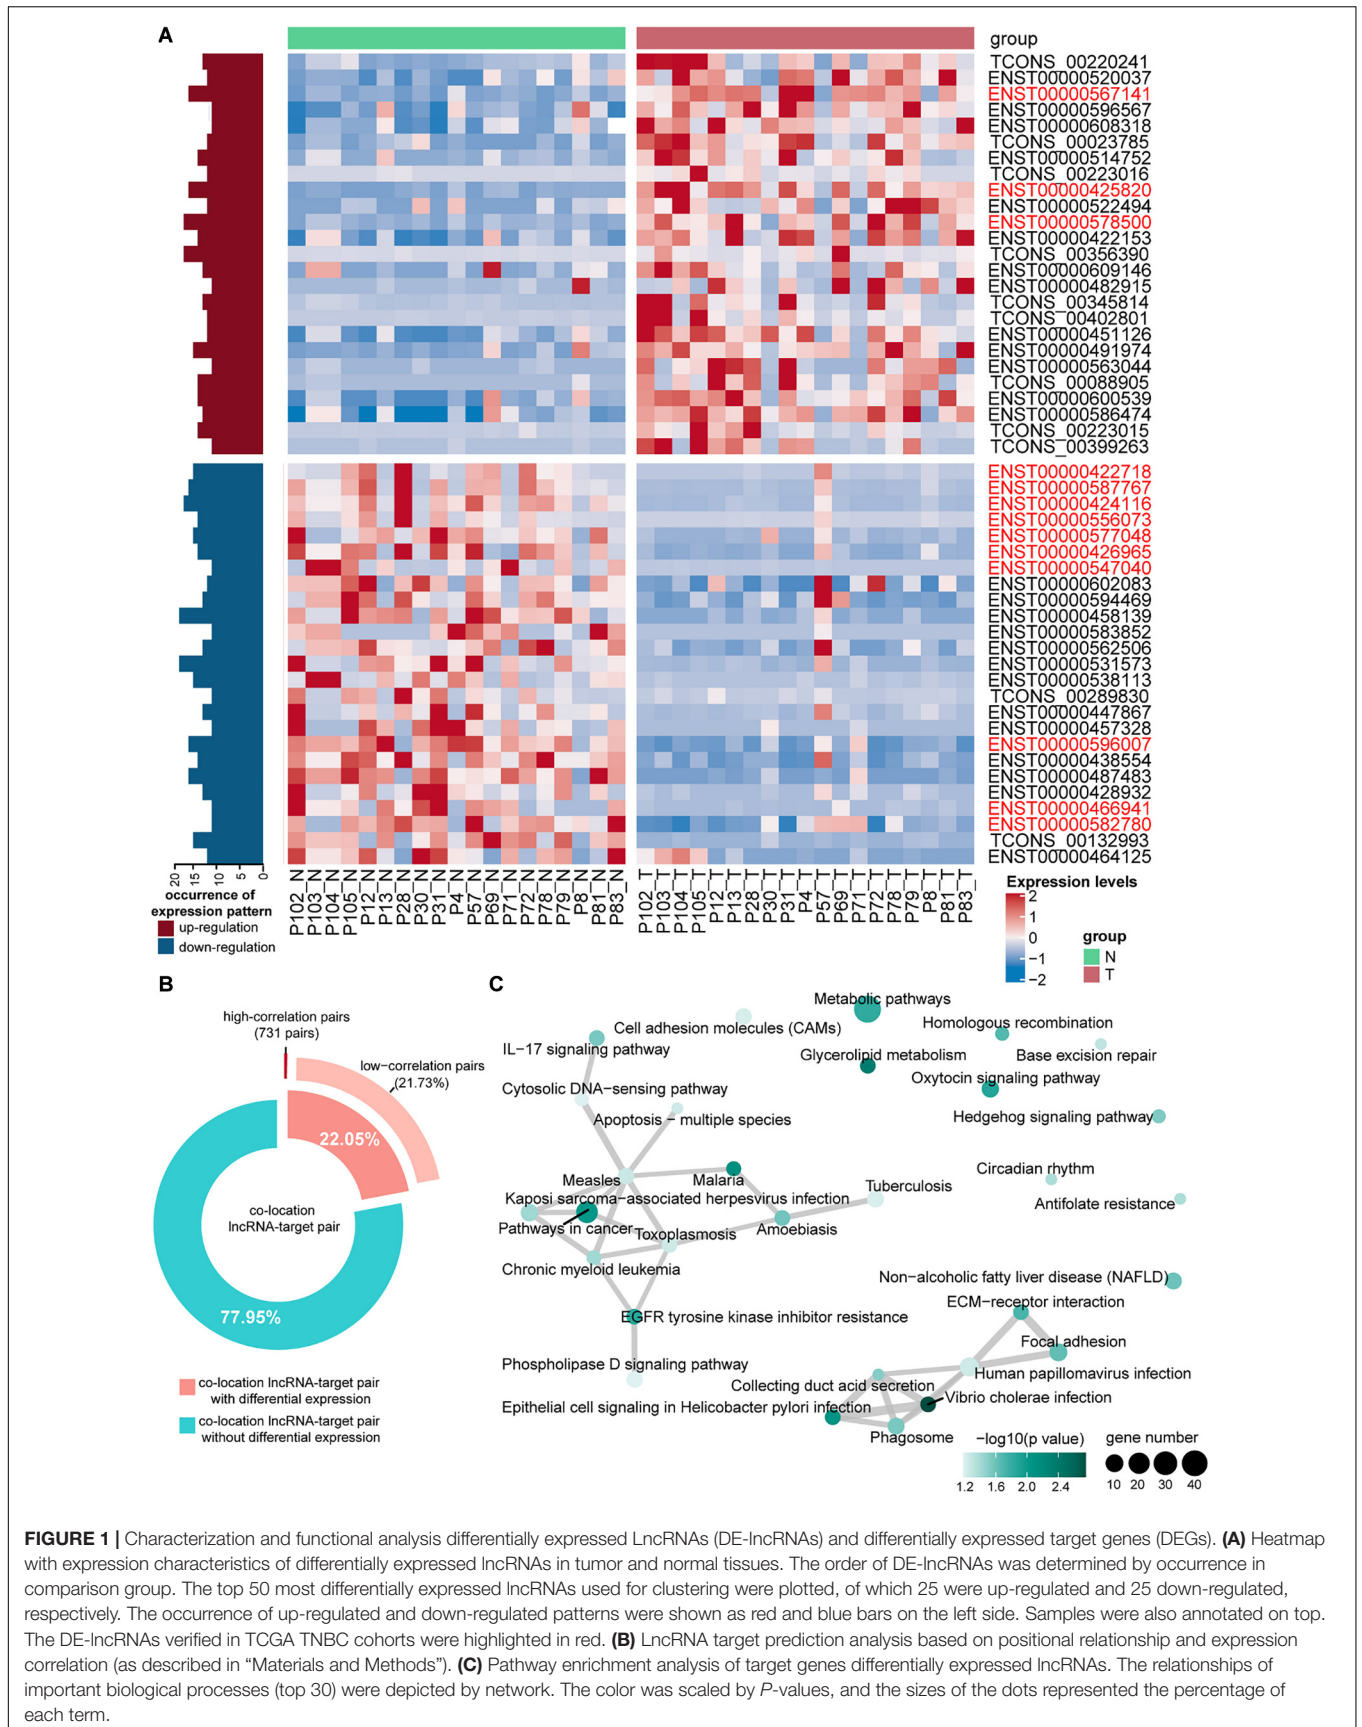 A
group
TCONS_00220241
ENST00000520037
ENST00000567141
ENST00000596567
ENST00000608318
TCONS_00023785
ENST00000514752
TCONS_00223016
ENST00000425820
ENST00000522494
ENST00000578500
ENST00000422153
TCONS_00356390
ENST00000609146
ENST00000482915
TCONS_00345814
TCONS_00402801
ENST00000451126
ENST00000491974
ENST00000563044
TCONS_00088905
ENST00000600539
ENST00000586474
TCONS_00223015
TCONS_00399263
ENST00000422718
ENST00000587767
ENST00000424116
ENST00000556073
ENST00000577048
ENST00000426965
ENST00000547040
ENST00000602083
ENST00000594469
ENST00000458139
ENST00000583852
ENST00000562506
ENST00000531573
ENST00000538113
TCONS_00289830
ENST00000447867
ENST00000457328
ENST00000596007
ENST00000438554
ENST00000487483
ENST00000428932
ENST00000466941
ENST00000582780
TCONS_00132993
ENST00000464125
20 15 10 5 0
occurrence of
expression pattern
up-regulation
down-regulation
P102_N P103_N P104_N P105_N P12_N P13_N P28_N P30_N P31_N P4_N P57_N P69_N P71_N P72_N P78_N P79_N P8_N P81_N P83_N
P102_T P103_T P104_T P105_T P12_T P13_T P28_T P30_T P31_T P4_T P57_T P69_T P71_T P72_T P78_T P79_T P8_T P81_T P83_T
Expression levels
2
1
0
−1
−2
group
N
T
B
high-correlation pairs
(731 pairs)
low-correlation pairs
(21.73%)
22.05%
co-location
lncRNA-target pair
77.95%
co-location lncRNA-target pair
with differential expression
co-location lncRNA-target pair
without differential expression
C
Metabolic pathways
Cell adhesion molecules (CAMs)
Homologous recombination
IL−17 signaling pathway
Glycerolipid metabolism
Base excision repair
Oxytocin signaling pathway
Cytosolic DNA−sensing pathway
Apoptosis − multiple species
Hedgehog signaling pathway
Measles
Malaria
Circadian rhythm
Tuberculosis
Kaposi sarcoma−associated herpesvirus infection
Antifolate resistance
Pathways in cancer
Toxoplasmosis
Amoebiasis
Chronic myeloid leukemia
Non−alcoholic fatty liver disease (NAFLD)
ECM−receptor interaction
EGFR tyrosine kinase inhibitor resistance
Focal adhesion
Phospholipase D signaling pathway
Human papillomavirus infection
Collecting duct acid secretion
Vibrio cholerae infection
Epithelial cell signaling in Helicobacter pylori infection
Phagosome
−log10(p value)
1.2 1.6 2.0 2.4
gene number
10 20 30 40
FIGURE 1 | Characterization and functional analysis differentially expressed LncRNAs (DE-lncRNAs) and differentially expressed target genes (DEGs). (A) Heatmap
with expression characteristics of differentially expressed lncRNAs in tumor and normal tissues. The order of DE-lncRNAs was determined by occurrence in
comparison group. The top 50 most differentially expressed lncRNAs used for clustering were plotted, of which 25 were up-regulated and 25 down-regulated,
respectively. The occurrence of up-regulated and down-regulated patterns were shown as red and blue bars on the left side. Samples were also annotated on top.
The DE-lncRNAs verified in TCGA TNBC cohorts were highlighted in red. (B) LncRNA target prediction analysis based on positional relationship and expression
correlation (as described in “Materials and Methods”). (C) Pathway enrichment analysis of target genes differentially expressed lncRNAs. The relationships of
important biological processes (top 30) were depicted by network. The color was scaled by P-values, and the sizes of the dots represented the percentage of
each term.